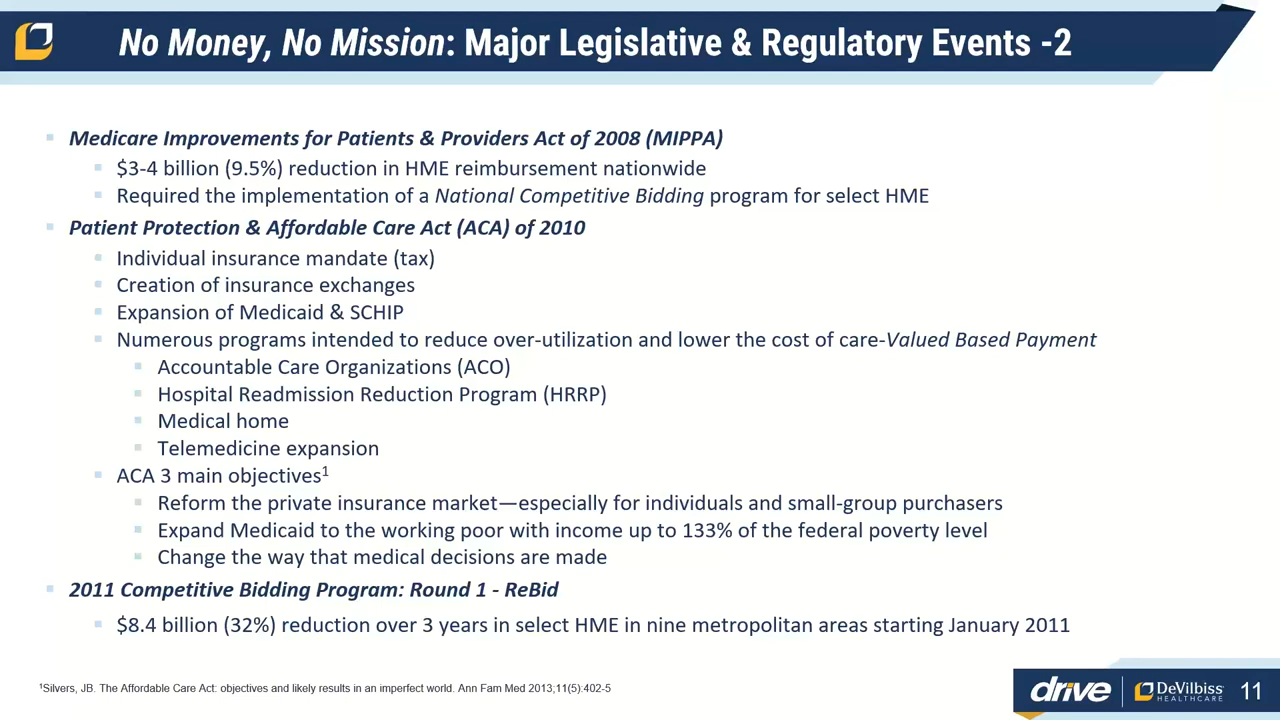 No Money, No Mission: Major Legislative & Regulatory Events -2
Medicare Improvements for Patients & Providers Act of 2008 (MIPPA)
$3-4 billion (9.5%) reduction in HME reimbursement nationwide
Required the implementation of a National Competitive Bidding program for select HME
Patient Protection & Affordable Care Act (ACA) of 2010
Individual insurance mandate (tax)
Creation of insurance exchanges
Expansion of Medicaid & SCHIP
Numerous programs intended to reduce over-utilization and lower the cost of care-Valued Based Payment
Accountable Care Organizations (ACO)
Hospital Readmission Reduction Program (HRRP)
Medical home
Telemedicine expansion
ACA 3 main objectives¹
Reform the private insurance market—especially for individuals and small-group purchasers
Expand Medicaid to the working poor with income up to 133% of the federal poverty level
Change the way that medical decisions are made
2011 Competitive Bidding Program: Round 1 - ReBid
$8.4 billion (32%) reduction over 3 years in select HME in nine metropolitan areas starting January 2011
¹Silvers, JB. The Affordable Care Act: objectives and likely results in an imperfect world. Ann Fam Med 2013;11(5):402-5
drive DeVilbiss HEALTHCARE 11